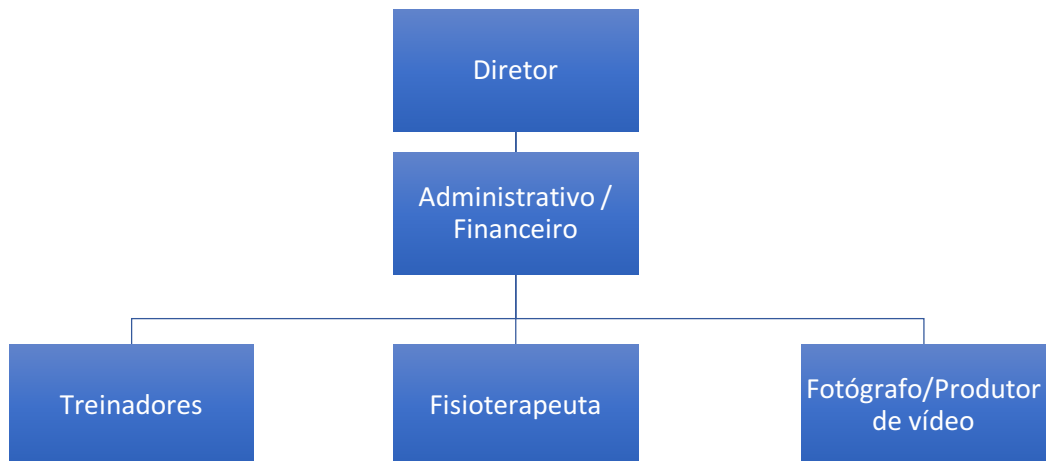 Diretor
Administrativo /
Financeiro
Treinadores
Fisioterapeuta
Fotógrafo/Produtor
de vídeo